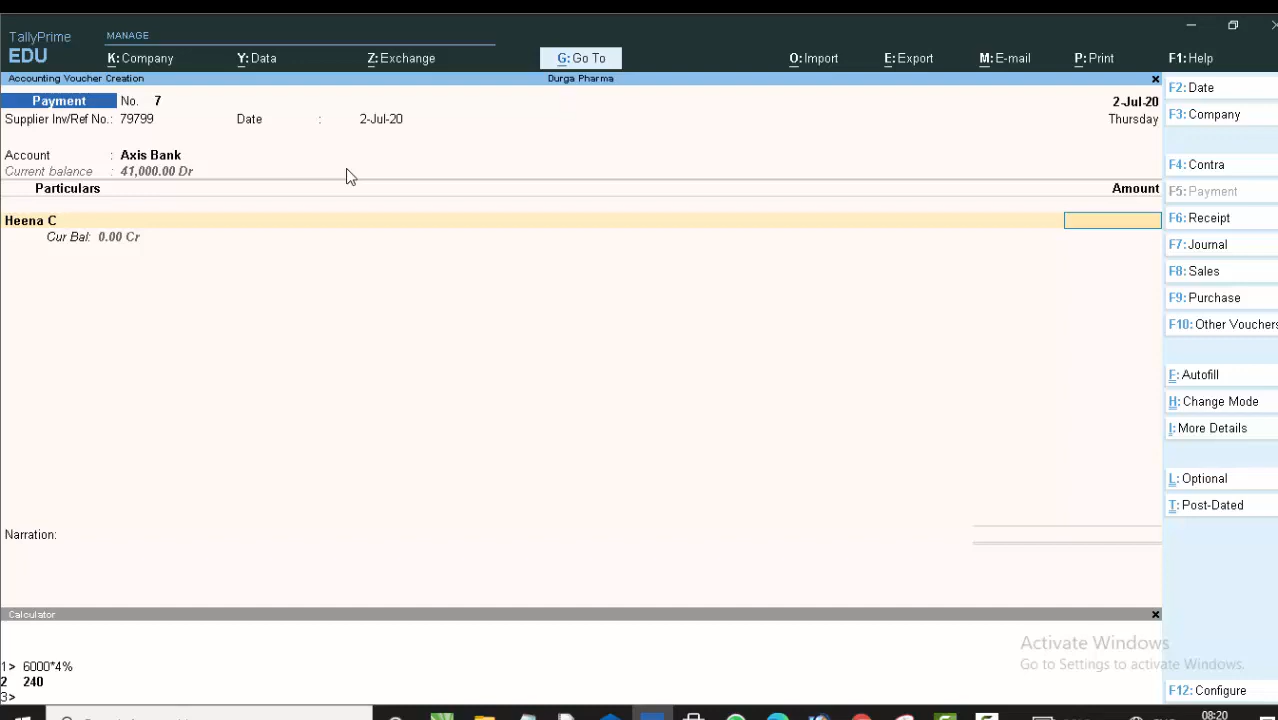 TallyPrime
EDU
MANAGE
K: Company
Y: Data
Z: Exchange
G: Go To
O: Import
E: Export
M: E-mail
P: Print
F1: Help
Accounting Voucher Creation
Durga Pharma
Payment No. 7
2-Jul-20
Supplier Inv/Ref No.: 79799 Date : 2-Jul-20
Thursday
Account : Axis Bank
Current balance : 41,000.00 Dr
Particulars
Amount
Heena C
Cur Bal: 0.00 Cr
Narration:
F2: Date
F3: Company
F4: Contra
F5: Payment
F6: Receipt
F7: Journal
F8: Sales
F9: Purchase
F10: Other Vouchers
F: Autofill
H: Change Mode
I: More Details
L: Optional
T: Post-Dated
F12: Configure
Calculator
1> 6000*4%
2 240
3>
Activate Windows
Go to Settings to activate Windows.
08:20